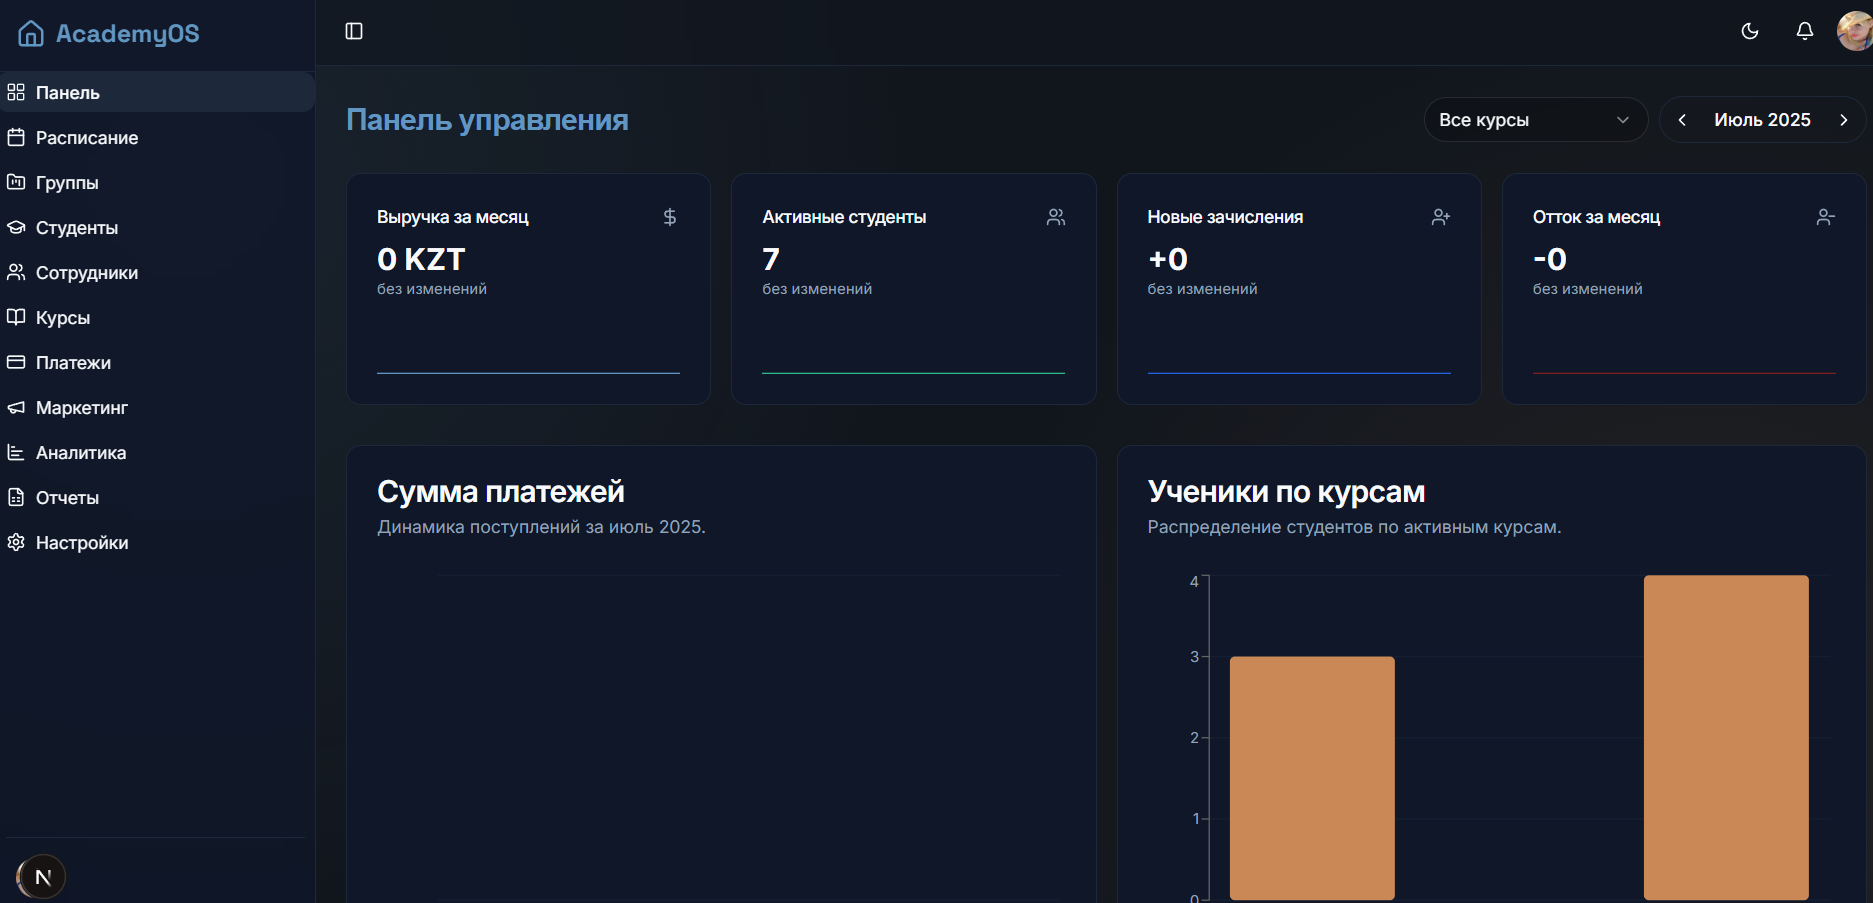 AcademyOS
Панель
Расписание
Группы
Студенты
Сотрудники
Курсы
Платежи
Маркетинг
Аналитика
Отчеты
Настройки
N
Панель управления
Все курсы
Июль 2025
Выручка за месяц
0 KZT
без изменений
Активные студенты
7
без изменений
Новые зачисления
+0
без изменений
Отток за месяц
-0
без изменений
Сумма платежей
Динамика поступлений за июль 2025.
Ученики по курсам
Распределение студентов по активным курсам.
4
3
2
1
0